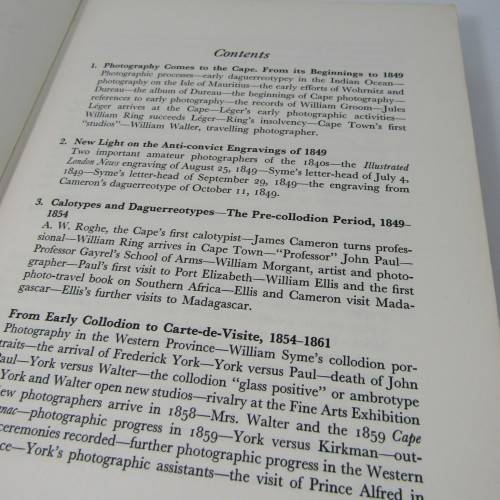 Contents
1. Photography Comes to the Cape. From its Beginnings to 1849
Photographic processes—early daguerreotypey in the Indian Ocean—
photography on the Isle of Mauritius—the early efforts of Wohrnitz and
Dureau—the album of Dureau—the beginnings of Cape photography—
references to early photography—the records of William Groom—Jules
Léger arrives at the Cape—Léger's early photographic activities—
William Ring succeeds Léger—Ring's insolvency—Cape Town's first
"studios"—William Waller, travelling photographer.
2. New Light on the Anti-convict Engravings of 1849
Two important amateur photographers of the 1840s—the Illustrated
London News engraving of August 25, 1849—Syme's letter-head of July 4,
1849—Syme's letter-head of September 29, 1849—the engraving from
Cameron's daguerreotype of October 11, 1849.
3. Calotypes and Daguerreotypes—The Pre-collodion Period, 1849–
1854
A. W. Roghe, the Cape's first calotypist—James Cameron turns profes-
sional—William Ring arrives in Cape Town—"Professor" John Paul—
Professor Gayrel's School of Arms—William Morgant, artist and photo-
grapher—Paul's first visit to Port Elizabeth—William Ellis and the first
photo-travel book on Southern Africa—Ellis and Cameron visit Mada-
gascar—Ellis's further visits to Madagascar.
From Early Collodion to Carte-de-Visite, 1854–1861
Photography in the Western Province—William Syme's collodion por-
traits—the arrival of Frederick York—York versus Paul—death of John
Paul—York versus Walter—the collodion "glass positive" or ambrotype
York and Walter open new studios—rivalry at the Fine Arts Exhibition
New photographers arrive in 1858—Mrs. Walter and the 1859 Cape
nac—photographic progress in 1859—York versus Kirkman—out-
ceremonies recorded—further photographic progress in the Western
ce—York's photographic assistants—the visit of Prince Alfred in